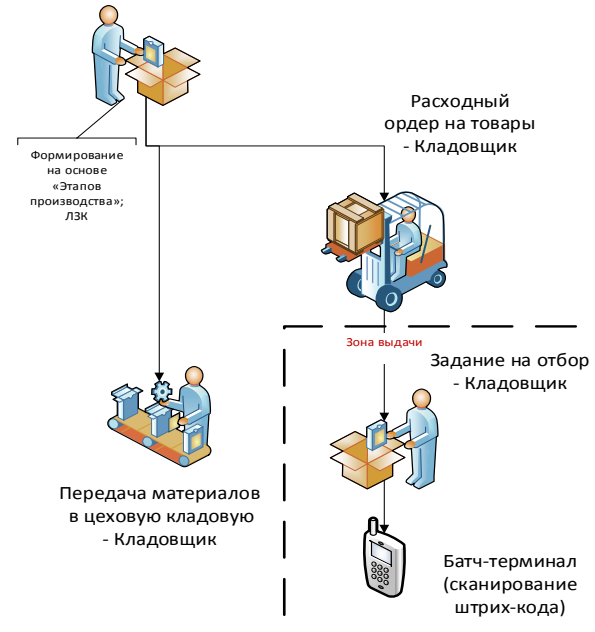 Расходный
ордер на товары
- Кладовщик
Формирование
на основе
«Этапов
производства»;
ЛЗК
Зона выдачи
Задание на отбор
- Кладовщик
Передача материалов
в цеховую кладовую
- Кладовщик
Батч-терминал
(сканирование
штрих-кода)